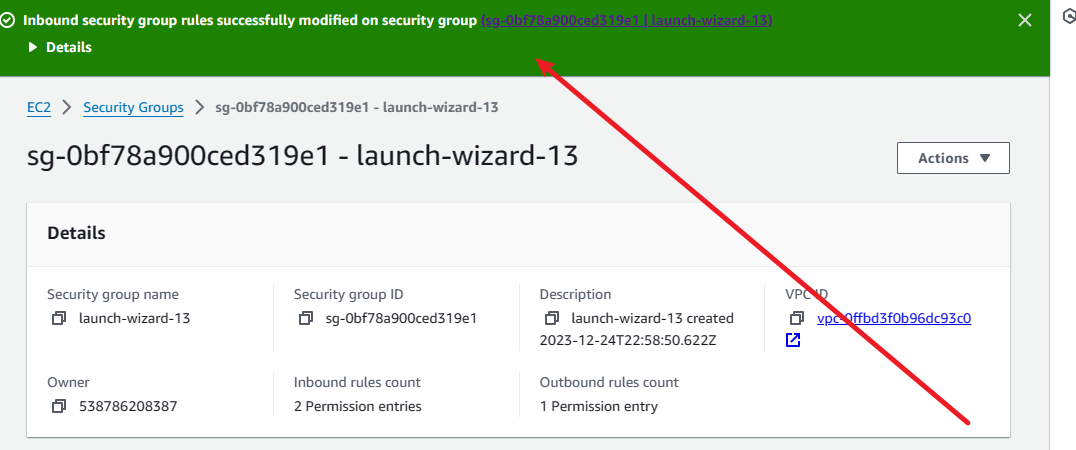 Inbound security group rules successfully modified on security group (sg-0bf78a900ced319e1 | launch-wizard-13)
Details
EC2 > Security Groups > sg-0bf78a900ced319e1 - launch-wizard-13
sg-0bf78a900ced319e1 - launch-wizard-13
Actions
Details
Security group name
launch-wizard-13
Security group ID
sg-0bf78a900ced319e1
Description
launch-wizard-13 created
2023-12-24T22:58:50.622Z
VPC ID
vpc-0ffbd3f0b96dc93c0
Owner
538786208387
Inbound rules count
2 Permission entries
Outbound rules count
1 Permission entry